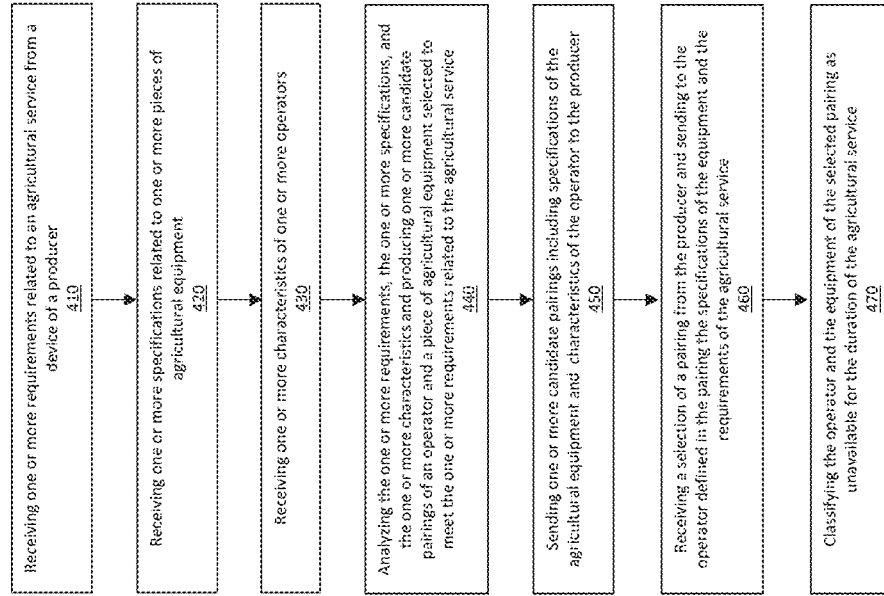 Receiving one or more requirements related to an agricultural service from a
device of a producer
410
Receiving one or more specifications related to one or more pieces of
agricultural equipment
420
Receiving one or more characteristics of one or more operators
430
Analyzing the one or more requirements, the one or more specifications, and
the one or more characteristics and producing one or more candidate
pairings of an operator and a piece of agricultural equipment selected to
meet the one or more requirements related to the agricultural service
440
Sending one or more candidate pairings including specifications of the
agricultural equipment and characteristics of the operator to the producer
450
Receiving a selection of a pairing from the producer and sending to the
operator defined in the pairing the specifications of the equipment and the
requirements of the agricultural service
460
Classifying the operator and the equipment of the selected pairing as
unavailable for the duration of the agricultural service
470